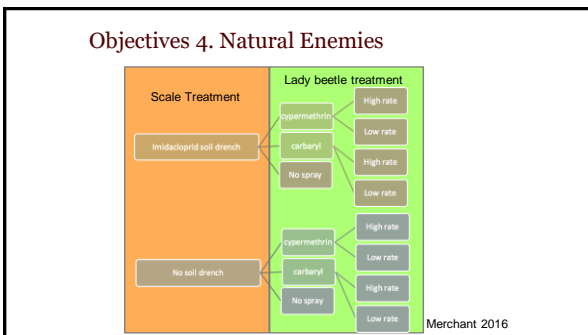 Objectives 4. Natural Enemies
Scale Treatment
Lady beetle treatment
Imidacloprid soil drench
cypermethrin
High rate
Low rate
carbaryl
High rate
Low rate
No spray
No soil drench
cypermethrin
High rate
Low rate
carbaryl
High rate
Low rate
No spray
Merchant 2016